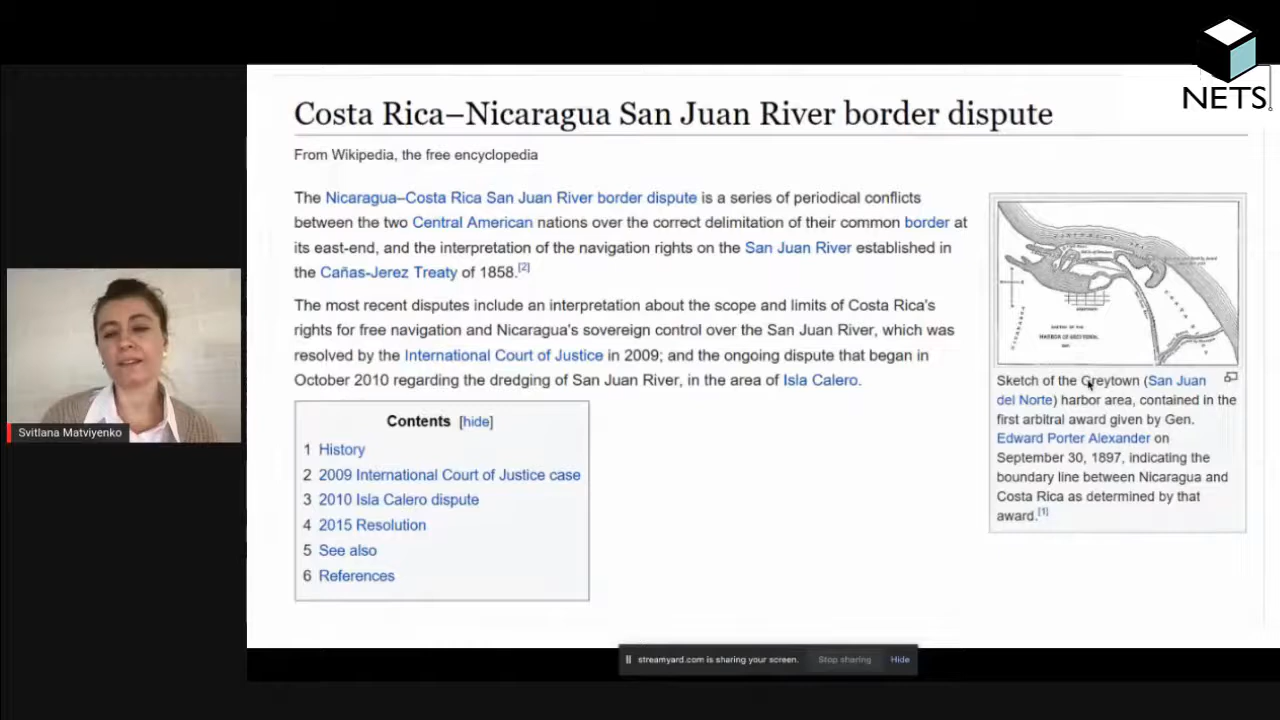 NETS
Costa Rica–Nicaragua San Juan River border dispute
From Wikipedia, the free encyclopedia
The Nicaragua–Costa Rica San Juan River border dispute is a series of periodical conflicts
between the two Central American nations over the correct delimitation of their common border at
its east-end, and the interpretation of the navigation rights on the San Juan River established in
the Cañas-Jerez Treaty of 1858.[2]
The most recent disputes include an interpretation about the scope and limits of Costa Rica's
rights for free navigation and Nicaragua's sovereign control over the San Juan River, which was
resolved by the International Court of Justice in 2009; and the ongoing dispute that began in
October 2010 regarding the dredging of San Juan River, in the area of Isla Calero.
Contents [hide]
1 History
2 2009 International Court of Justice case
3 2010 Isla Calero dispute
4 2015 Resolution
5 See also
6 References
SKETCH OF THE
Sketch of the Greytown (San Juan
del Norte) harbor area, contained in the
first arbitral award given by Gen.
Edward Porter Alexander on
September 30, 1897, indicating the
boundary line between Nicaragua and
Costa Rica as determined by that
award.[1]
Svitlana Matviyenko
streamyard.com is sharing your screen.
Stop sharing
Hide